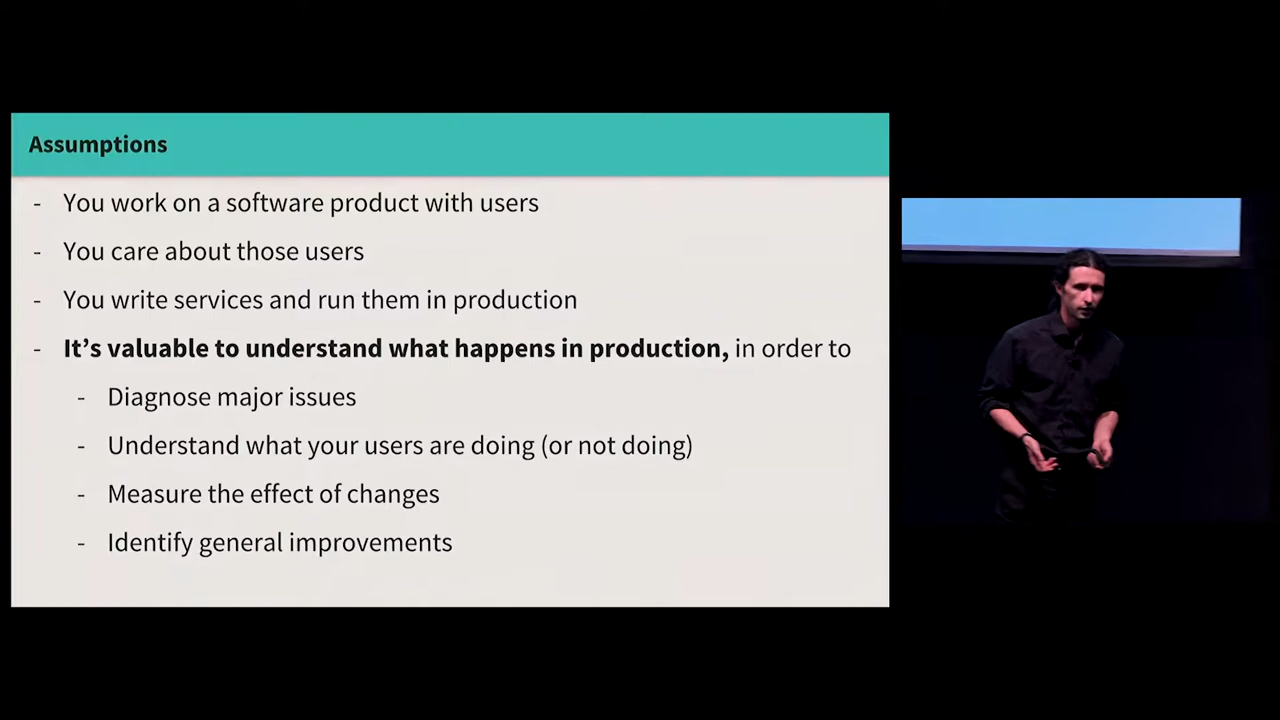 Assumptions
- You work on a software product with users
- You care about those users
- You write services and run them in production
- It’s valuable to understand what happens in production, in order to
- Diagnose major issues
- Understand what your users are doing (or not doing)
- Measure the effect of changes
- Identify general improvements